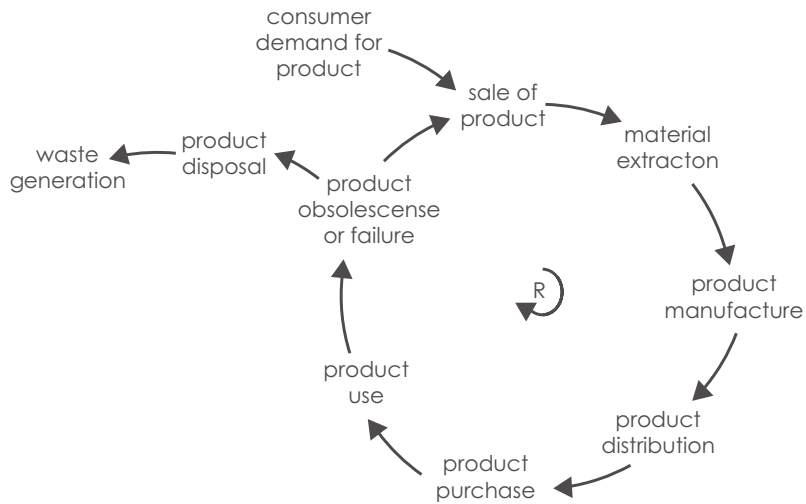 consumer
demand for
product
sale of
product
material
extracton
product
manufacture
product
distribution
product
purchase
product
use
product
obsolescense
or failure
product
disposal
waste
generation
R